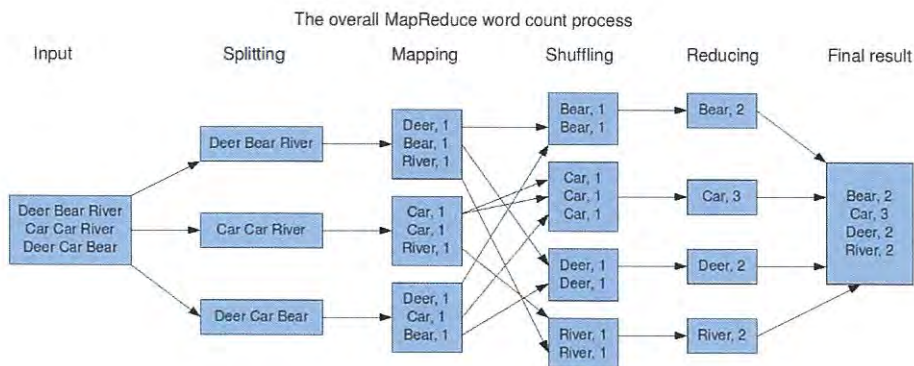 The overall MapReduce word count process
Input
Splitting
Mapping
Shuffling
Reducing
Final result
Deer Bear River
Car Car River
Deer Car Bear
Deer Bear River
Car Car River
Deer Car Bear
Deer, 1
Bear, 1
River, 1
Car, 1
Car, 1
River, 1
Deer, 1
Car, 1
Bear, 1
Bear, 1
Bear, 1
Car, 1
Car, 1
Car, 1
Deer, 1
Deer, 1
River, 1
River, 1
Bear, 2
Car, 3
Deer, 2
River, 2
Bear, 2
Car, 3
Deer, 2
River, 2